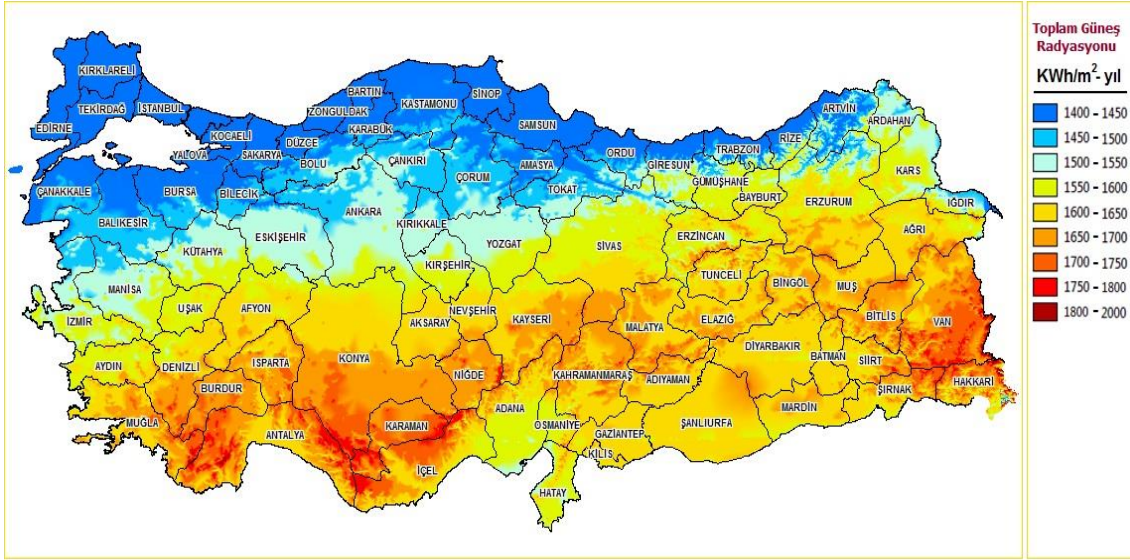 KIRKLARELİ
TEKİRDAĞ
İSTANBUL
EDİRNE
KOCAELİ
YALOVA
SAKARYA
DÜZCE
ZONGULDAK
BARTIN
KARABÜK
KASTAMONU
SİNOP
SAMSUN
BOLU
ÇANKIRI
AMASYA
ORDU
GİRESUN
TRABZON
RİZE
ARTVİN
ARDAHAN
ÇANAKKALE
BURSA
BİLECİK
BALIKESİR
ESKİŞEHİR
ANKARA
KIRIKKALE
ÇORUM
TOKAT
GÜMÜŞHANE
BAYBURT
ERZURUM
KARS
IĞDIR
KÜTAHYA
YOZGAT
SİVAS
ERZİNCAN
AĞRI
MANİSA
UŞAK
AFYON
KIRŞEHİR
TUNCELİ
BİNGÖL
MUŞ
İZMİR
AKSARAY
NEVŞEHİR
KAYSERİ
MALATYA
ELAZIĞ
BİTLİS
VAN
AYDIN
DENİZLİ
ISPARTA
KONYA
NİĞDE
KAHRAMANMARAŞ
ADIYAMAN
DİYARBAKIR
BATMAN
SİİRT
ŞIRNAK
HAKKARİ
BURDUR
MUĞLA
ANTALYA
KARAMAN
İÇEL
ADANA
OSMANİYE
GAZİANTEP
KİLİS
ŞANLIURFA
MARDİN
HATAY
Toplam Güneş
Radyasyonu
KWh/m²- yıl
1400 - 1450
1450 - 1500
1500 - 1550
1550 - 1600
1600 - 1650
1650 - 1700
1700 - 1750
1750 - 1800
1800 - 2000